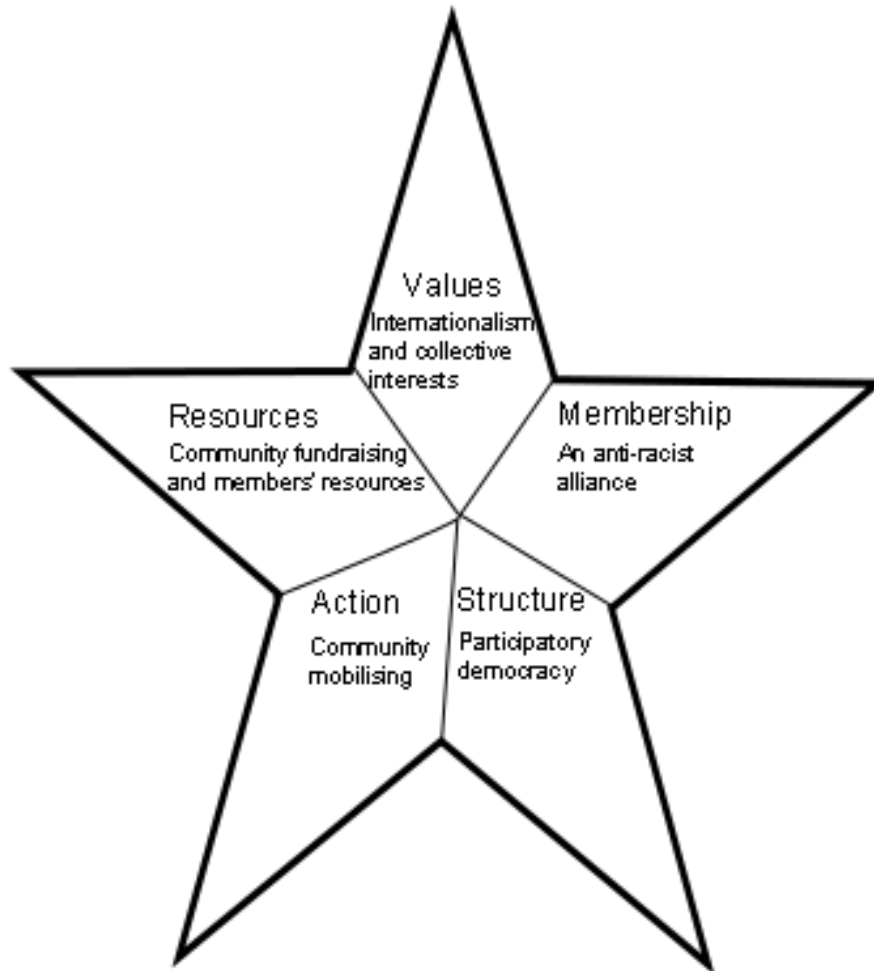 Values
Internationalism
and collective
interests
Resources
Community fundraising
and members' resources
Membership
An anti-racist
alliance
Action
Community
mobilising
Structure
Participatory
democracy